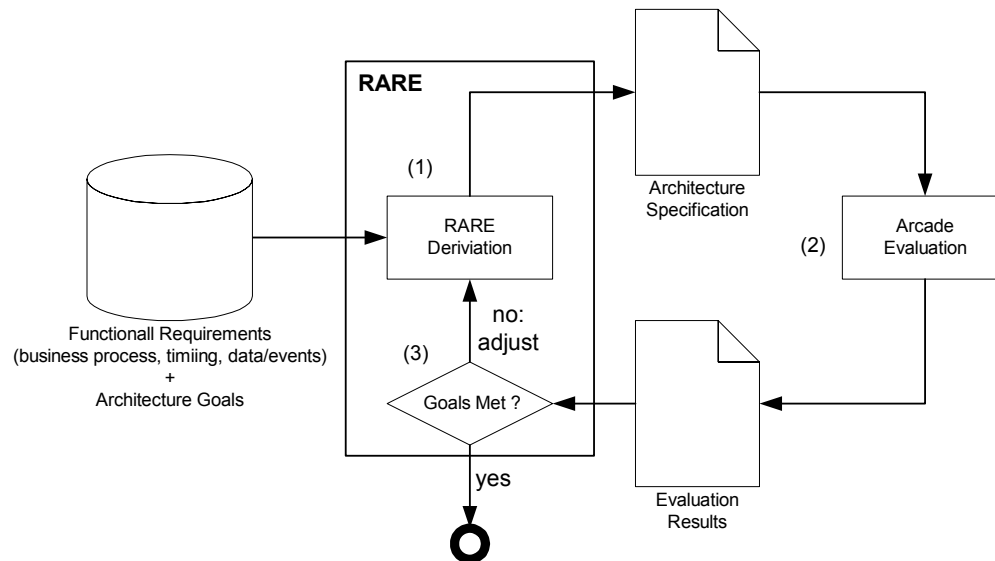 RARE
(1)
RARE
Deriviation
Architecture
Specification
(2)
Arcade
Evaluation
Functionall Requirements
(business process, timiing, data/events)
+
Architecture Goals
no:
adjust
(3)
Goals Met ?
yes
Evaluation
Results